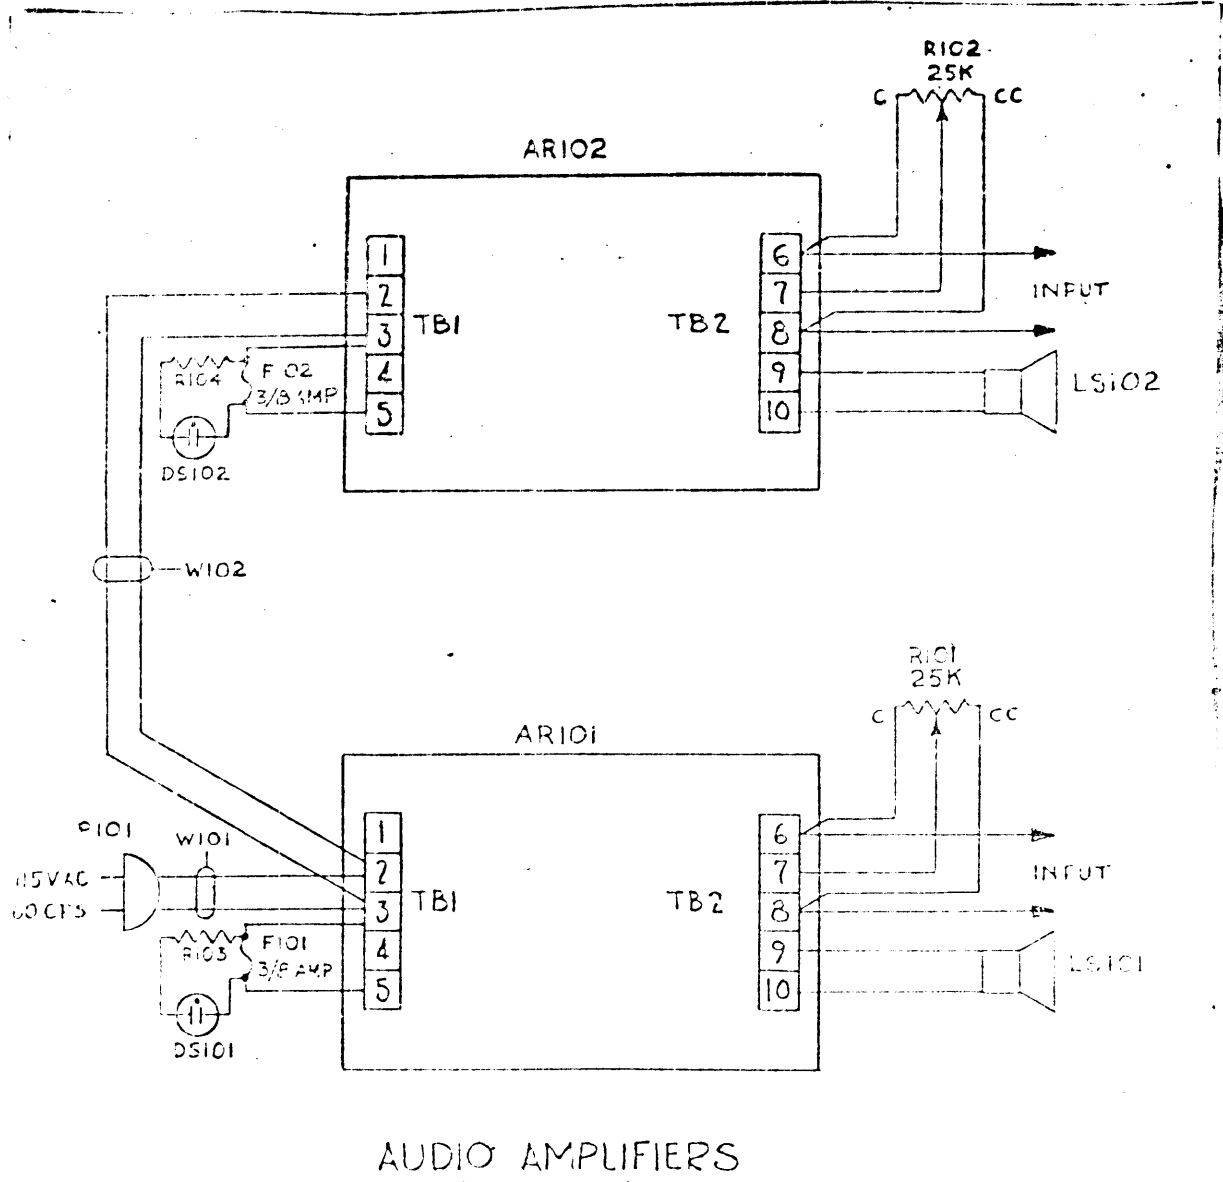 R102
25K
C CC
AR102
1
2
3
4
5
TB1
TB2
6
7
8
9
10
INPUT
LS102
R104
F102
3/8 AMP
DS102
W102
R101
25K
C CC
AR101
P101
W101
115VAC
60 CPS
1
2
3
4
5
TB1
TB2
6
7
8
9
10
INPUT
LS101
R103
F101
3/8 AMP
DS101
AUDIO AMPLIFIERS